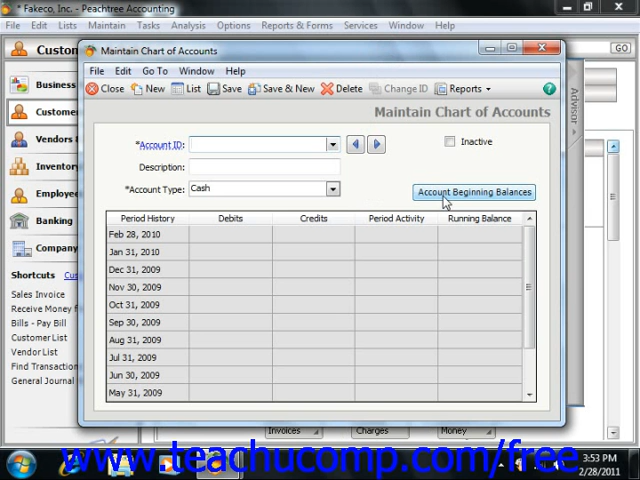 * Fakeco, Inc. - Peachtree Accounting
File Edit Lists Maintain Tasks Analysis Options Reports & Forms Services Window Help
Custom
GO
Business
Custome
Vendors &
Inventory
Employee
Banking
Company
Shortcuts Cus
Sales Invoice
Receive Money f
Bills - Pay Bill
Customer List
Vendor List
Find Transaction
General Journal
Advisor
Maintain Chart of Accounts
File Edit Go To Window Help
Close New List Save Save & New Delete Change ID Reports
Maintain Chart of Accounts
*Account ID:
Inactive
Description:
*Account Type: Cash
Account Beginning Balances
Period History Debits Credits Period Activity Running Balance
Feb 28, 2010
Jan 31, 2010
Dec 31, 2009
Nov 30, 2009
Oct 31, 2009
Sep 30, 2009
Aug 31, 2009
Jul 31, 2009
Jun 30, 2009
May 31, 2009
Invoices Charges Money
www.teachucomp.com/free
3:53 PM
2/28/2011